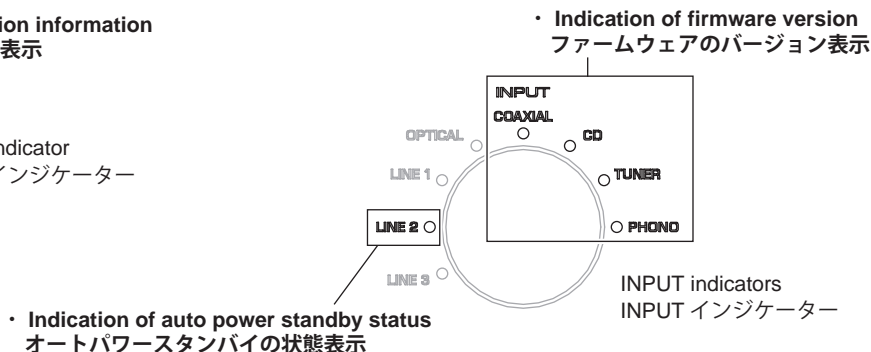 ion information
表示
・ Indication of firmware version
ファームウェアのバージョン表示
INPUT
COAXIAL
OPTICAL
CD
ndicator
インジケーター
LINE 1
TUNER
LINE 2
PHONO
LINE 3
INPUT indicators
INPUT インジケーター
・ Indication of auto power standby status
オートパワースタンバイの状態表示